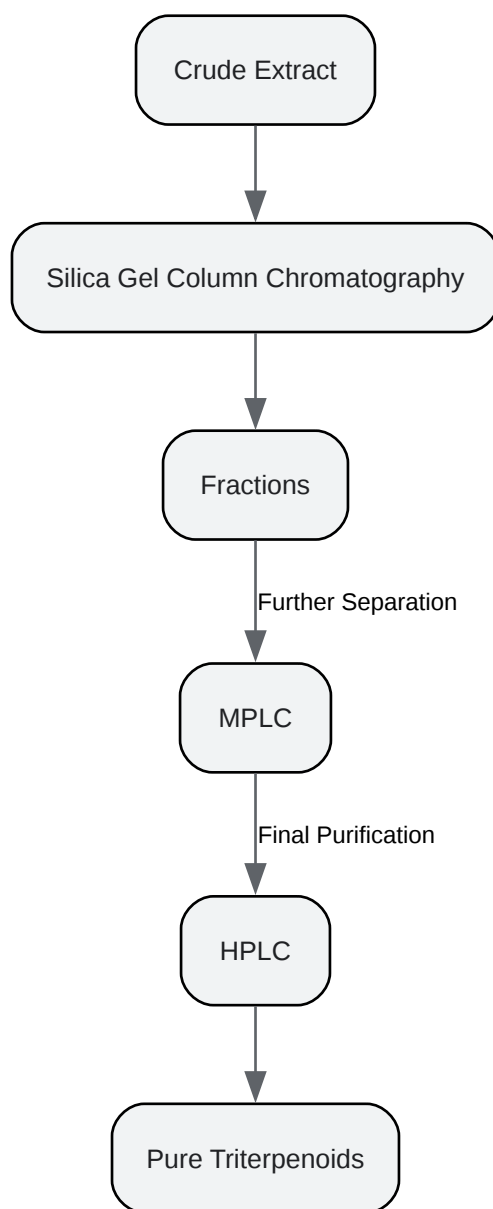 Crude Extract
Silica Gel Column Chromatography
Fractions
Further Separation
MPLC
Final Purification
HPLC
Pure Triterpenoids